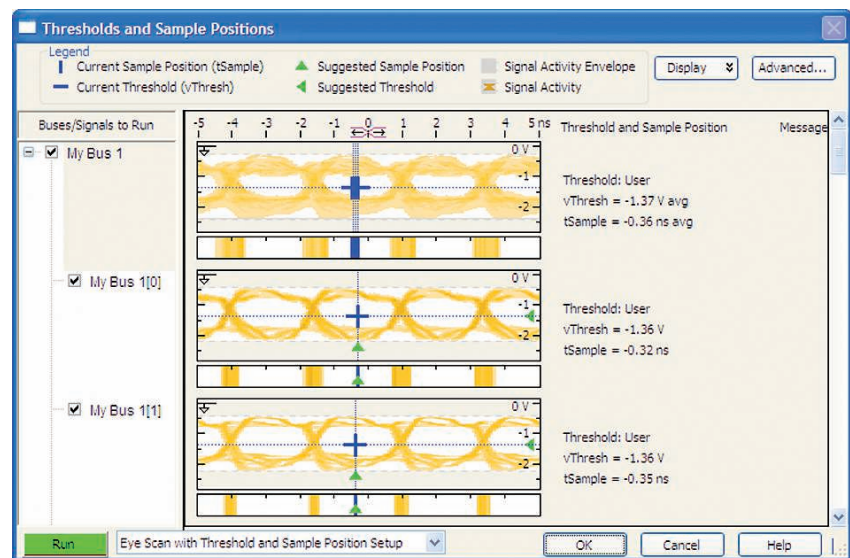 Thresholds and Sample Positions
Legend
Current Sample Position (tSample)
Suggested Sample Position
Signal Activity Envelope
Current Threshold (vThresh)
Suggested Threshold
Signal Activity
Display
Advanced...
Buses/Signals to Run
-5 -4 -3 -2 -1 0 1 2 3 4 5 ns
Threshold and Sample Position
Message
My Bus 1
0 V
-1
-2
Threshold: User
vThresh = -1.37 V avg
tSample = -0.36 ns avg
My Bus 1[0]
0 V
-1
-2
Threshold: User
vThresh = -1.36 V
tSample = -0.32 ns
My Bus 1[1]
0 V
-1
-2
Threshold: User
vThresh = -1.36 V
tSample = -0.35 ns
Run
Eye Scan with Threshold and Sample Position Setup
OK
Cancel
Help